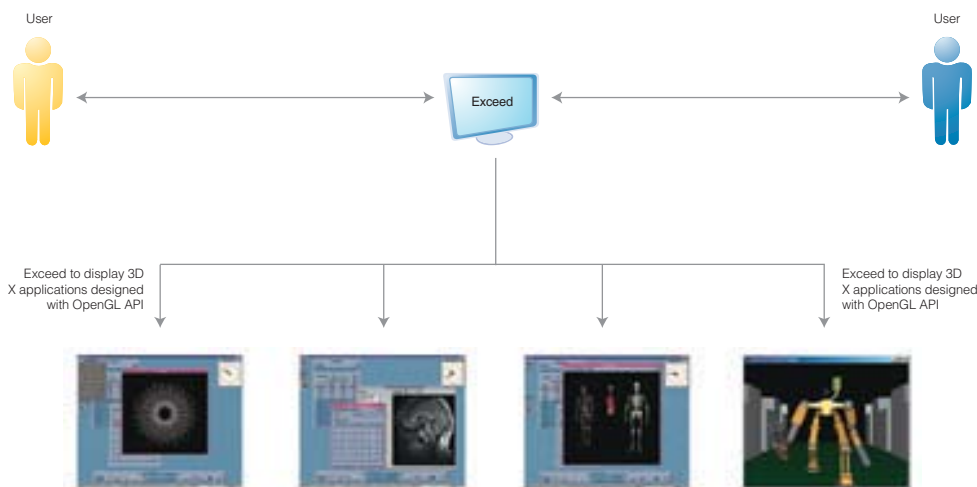 User
User
Exceed
Exceed to display 3D
X applications designed
with OpenGL API
Exceed to display 3D
X applications designed
with OpenGL API